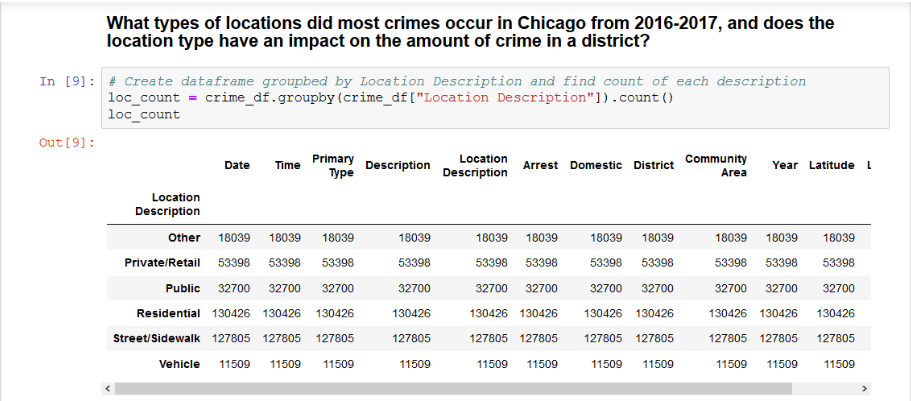 What types of locations did most crimes occur in Chicago from 2016-2017, and does the
location type have an impact on the amount of crime in a district?
In [9]: # Create dataframe groupbed by Location Description and find count of each description
loc_count = crime_df.groupby(crime_df["Location Description"]).count()
loc_count
Out[9]:
Date Time Primary Type Description Location Description Arrest Domestic District Community Area Year Latitude L
Location
Description
Other 18039 18039 18039 18039 18039 18039 18039 18039 18039 18039 18039
Private/Retail 53398 53398 53398 53398 53398 53398 53398 53398 53398 53398 53398
Public 32700 32700 32700 32700 32700 32700 32700 32700 32700 32700 32700
Residential 130426 130426 130426 130426 130426 130426 130426 130426 130426 130426 130426
Street/Sidewalk 127805 127805 127805 127805 127805 127805 127805 127805 127805 127805 127805
Vehicle 11509 11509 11509 11509 11509 11509 11509 11509 11509 11509 11509